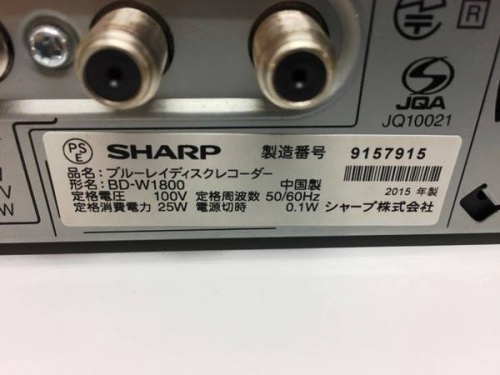 R
JQA
JQ10021
PS
E
SHARP 製造番号 9157915
品名: ブルーレイディスクレコーダー
形名: BD-W1800 中国製
定格電圧 100V 定格周波数 50/60Hz 2015 年製
定格消費電力 25W 電源切時 0.1W シャープ株式会社
V
W